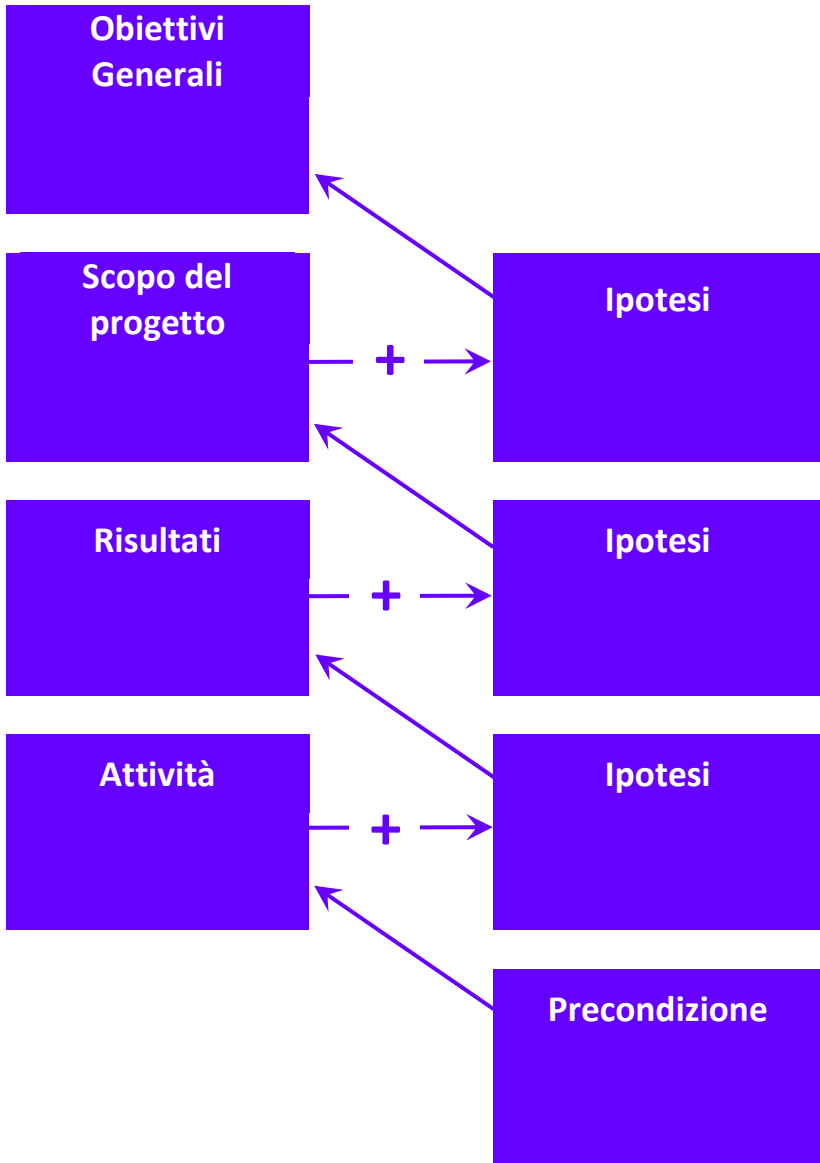 Obiettivi
Generali
Scopo del
progetto
Ipotesi
+
Risultati
Ipotesi
+
Attività
Ipotesi
+
Precondizione